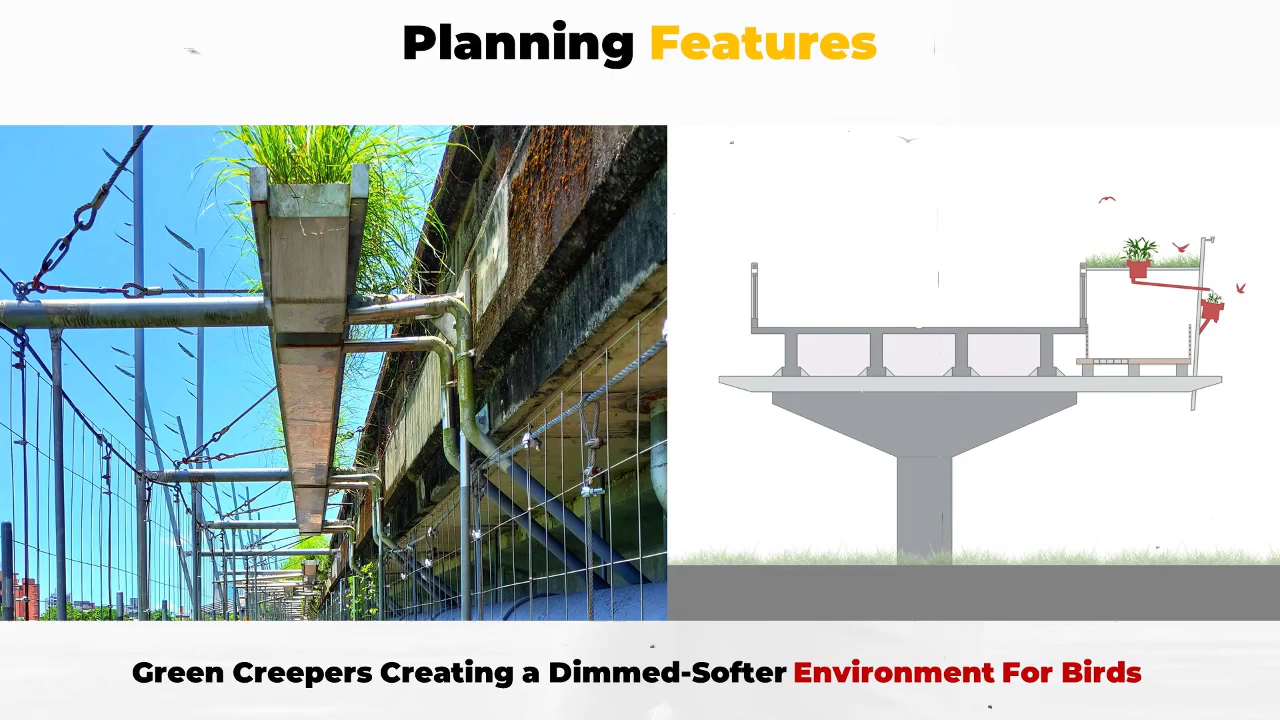 Planning Features
Green Creepers Creating a Dimmed-Softer Environment For Birds